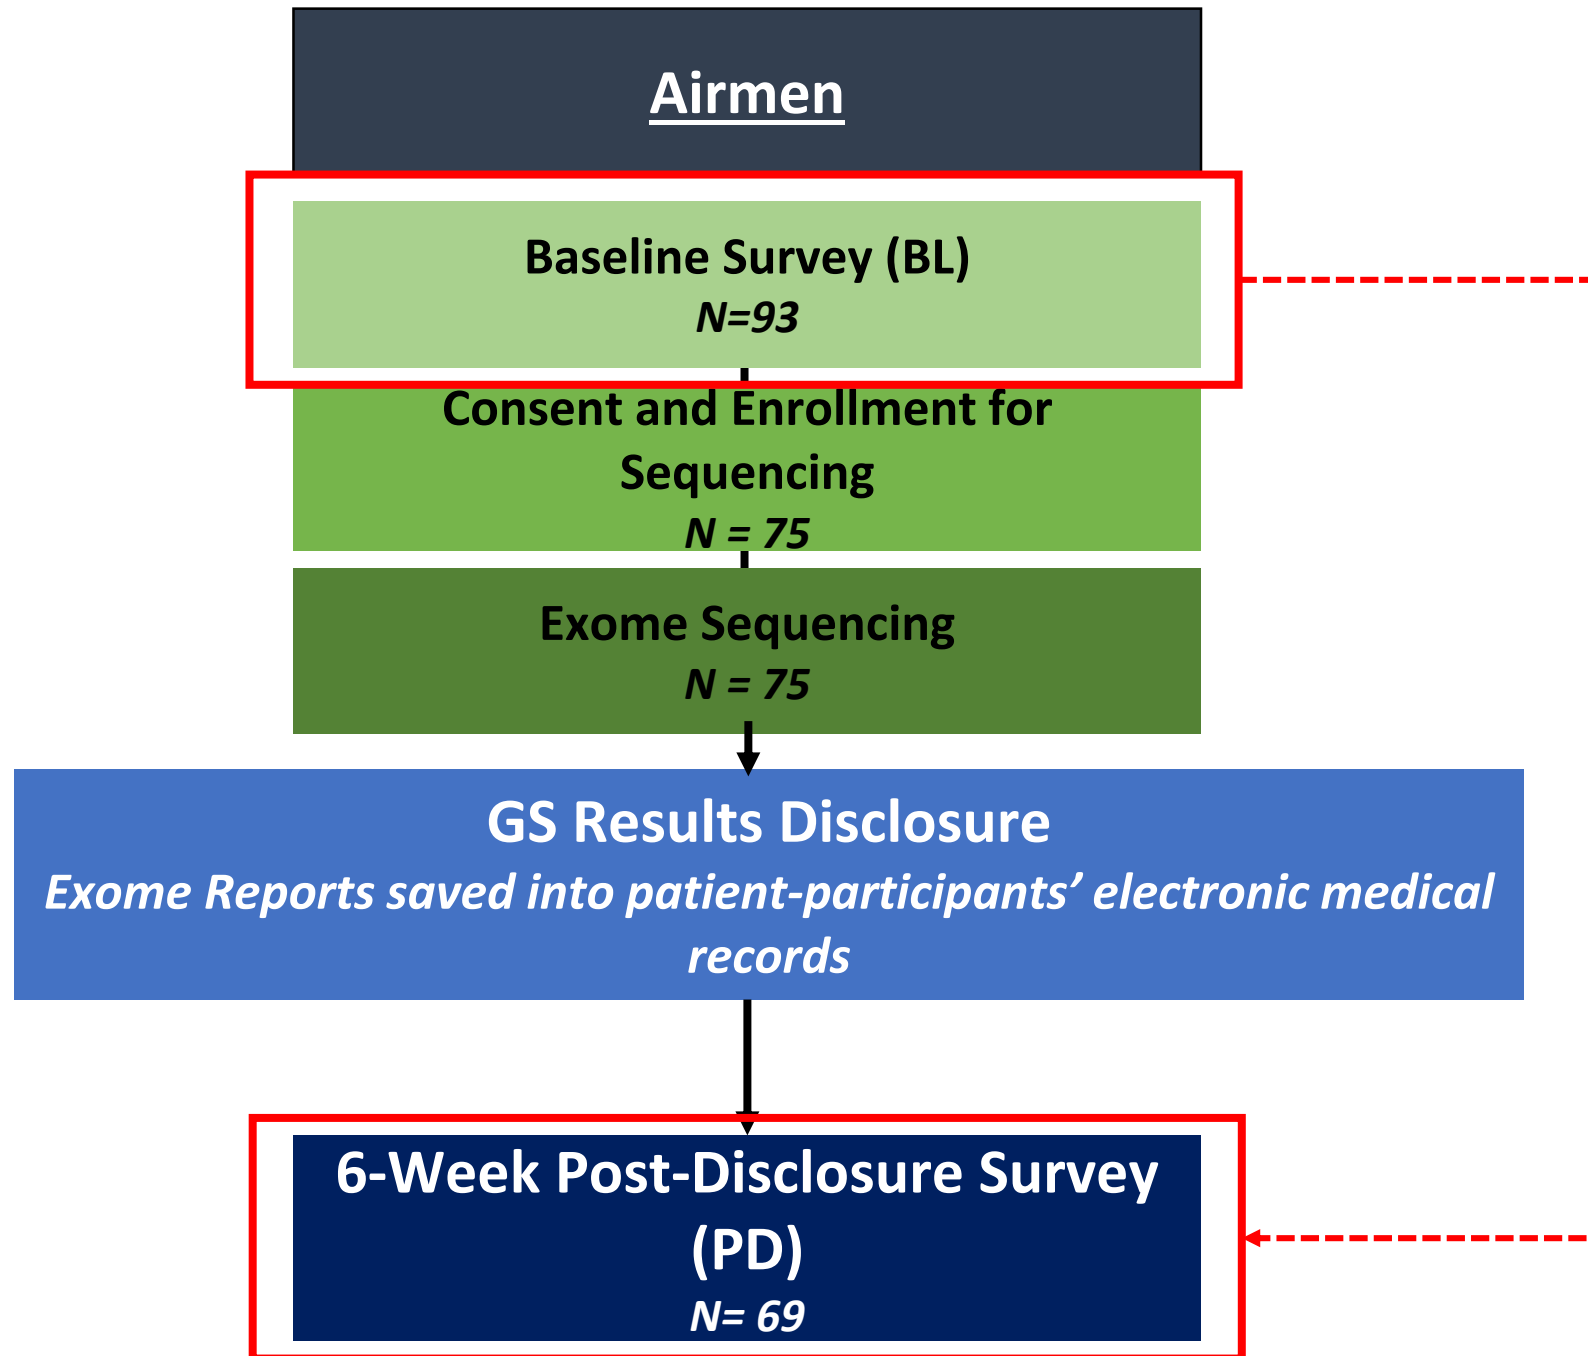 Airmen
Baseline Survey (BL)
N=93
Consent and Enrollment for
Sequencing
N = 75
Exome Sequencing
N = 75
GS Results Disclosure
Exome Reports saved into patient-participants’ electronic medical
records
6-Week Post-Disclosure Survey
(PD)
N= 69